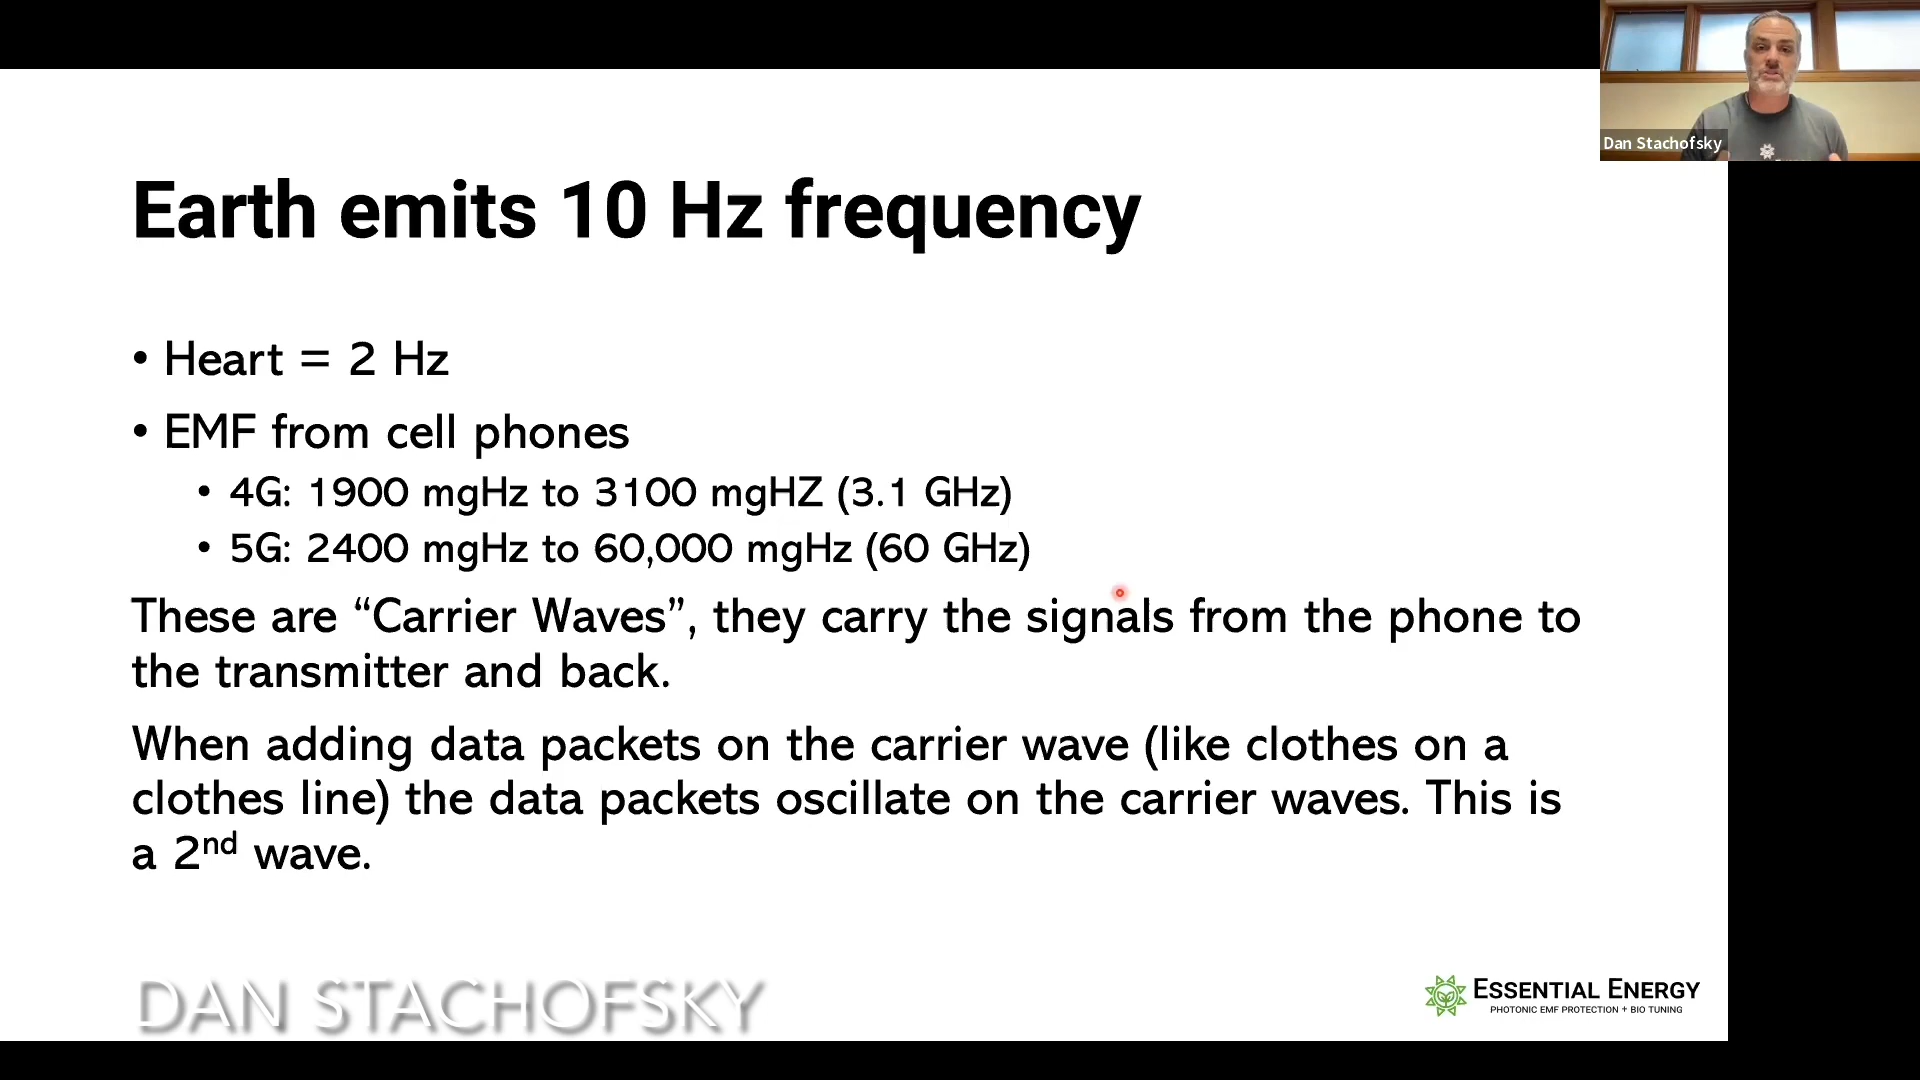 Dan Stachofsky
Earth emits 10 Hz frequency
• Heart = 2 Hz
• EMF from cell phones
• 4G: 1900 mgHz to 3100 mgHZ (3.1 GHz)
• 5G: 2400 mgHz to 60,000 mgHz (60 GHz)
These are “Carrier Waves”, they carry the signals from the phone to
the transmitter and back.
When adding data packets on the carrier wave (like clothes on a
clothes line) the data packets oscillate on the carrier waves. This is
a 2nd wave.
DAN STACHOFSKY
ESSENTIAL ENERGY
PHOTONIC EMF PROTECTION + BIO TUNING